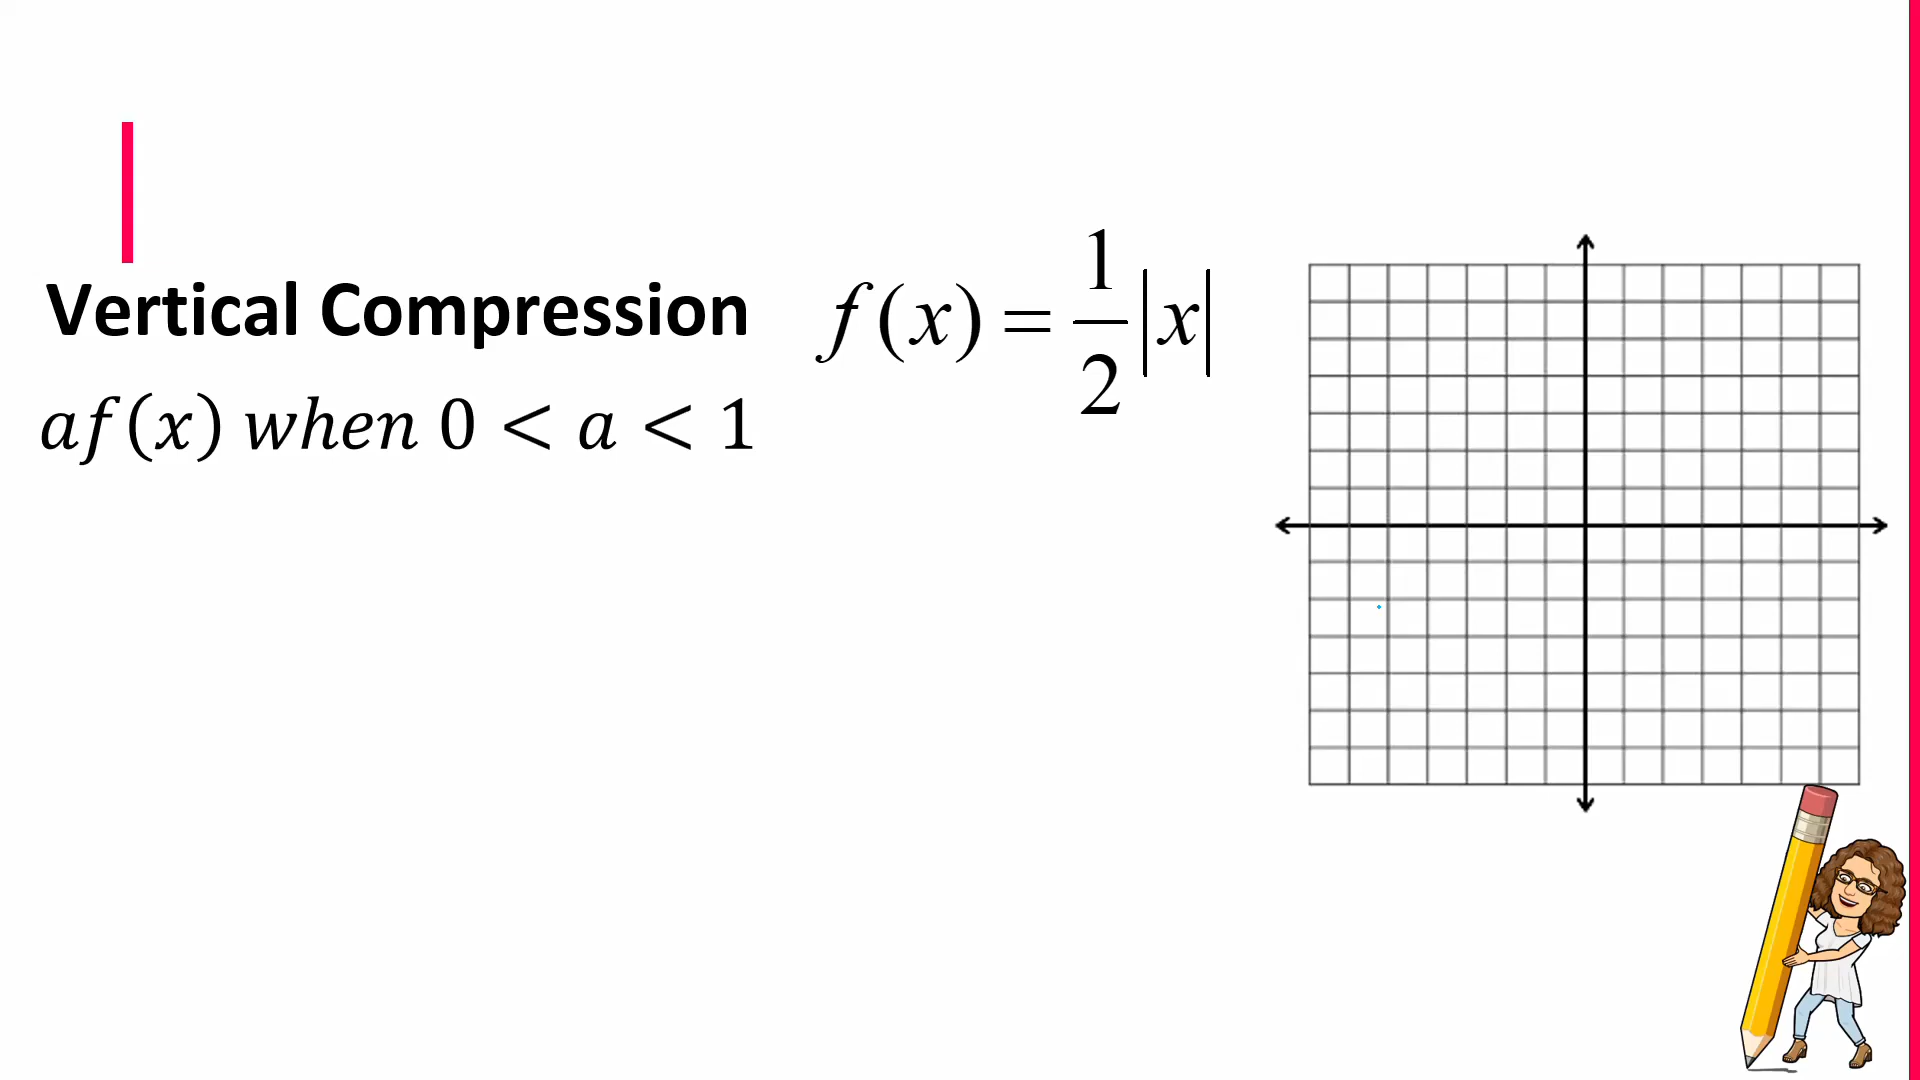 Vertical Compression
𝑎𝑓(𝑥) 𝑤ℎ𝑒𝑛 0 < 𝑎 < 1
f(x) = 1/2 |x|